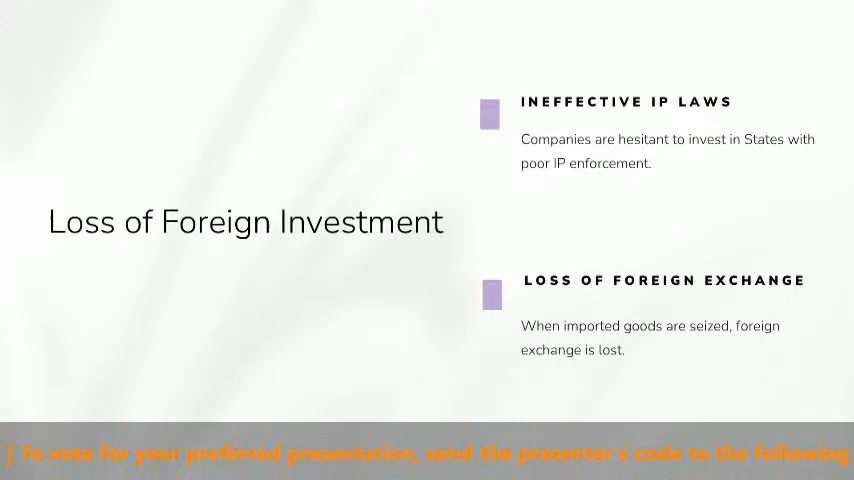 Loss of Foreign Investment
INEFFECTIVE IP LAWS
Companies are hesitant to invest in States with
poor IP enforcement.
LOSS OF FOREIGN EXCHANGE
When imported goods are seized, foreign
exchange is lost.
| To vote for your preferred presentation, send the presenter's code to the following